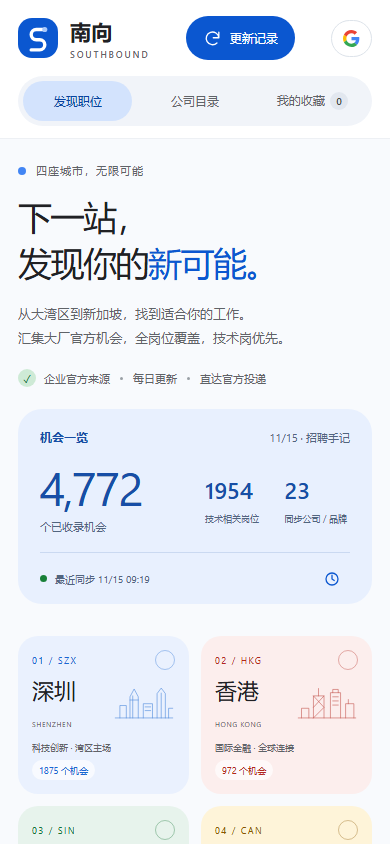 南向
SOUTHBOUND
更新记录
发现职位
公司目录
我的收藏 0
四座城市，无限可能
下一站，
发现你的新可能。
从大湾区到新加坡，找到适合你的工作。
汇集大厂官方机会，全岗位覆盖，技术岗优先。
✓ 企业官方来源 • 每日更新 • 直达官方投递
机会一览
11/15 · 招聘手记
4,772
个已收录机会
1954
技术相关岗位
23
同步公司 / 品牌
最近同步 11/15 09:19
01 / SZX
深圳
SHENZHEN
科技创新 · 湾区主场
1875 个机会
02 / HKG
香港
HONG KONG
国际金融 · 全球连接
972 个机会
03 / SIN
04 / CAN